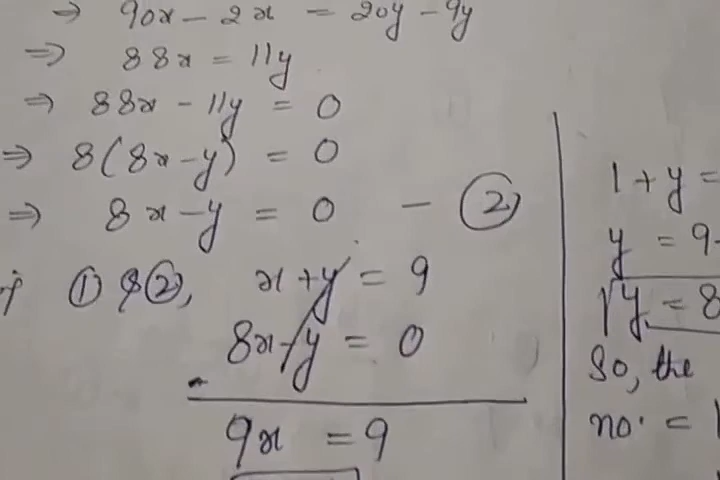 ⇒ 90x - 2x = 20y - 9y
⇒ 88x = 11y
⇒ 88x - 11y = 0
⇒ 8(8x - y) = 0
⇒ 8x - y = 0 - ②
① & ②, x + y = 9
8x - y = 0
9x = 9
1 + y =
y = 9-
y = 8
So, the
no. = 1